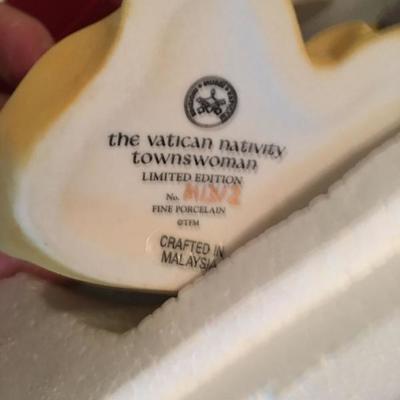 the vatican nativity
townswoman
LIMITED EDITION
No.
FINE PORCELAIN
©TFM
CRAFTED IN
MALAYSIA